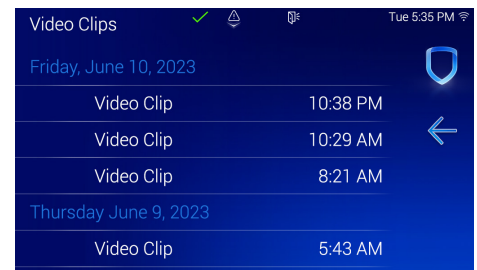 Video Clips Tue 5:35 PM
Friday, June 10, 2023
Video Clip 10:38 PM
Video Clip 10:29 AM
Video Clip 8:21 AM
Thursday June 9, 2023
Video Clip 5:43 AM